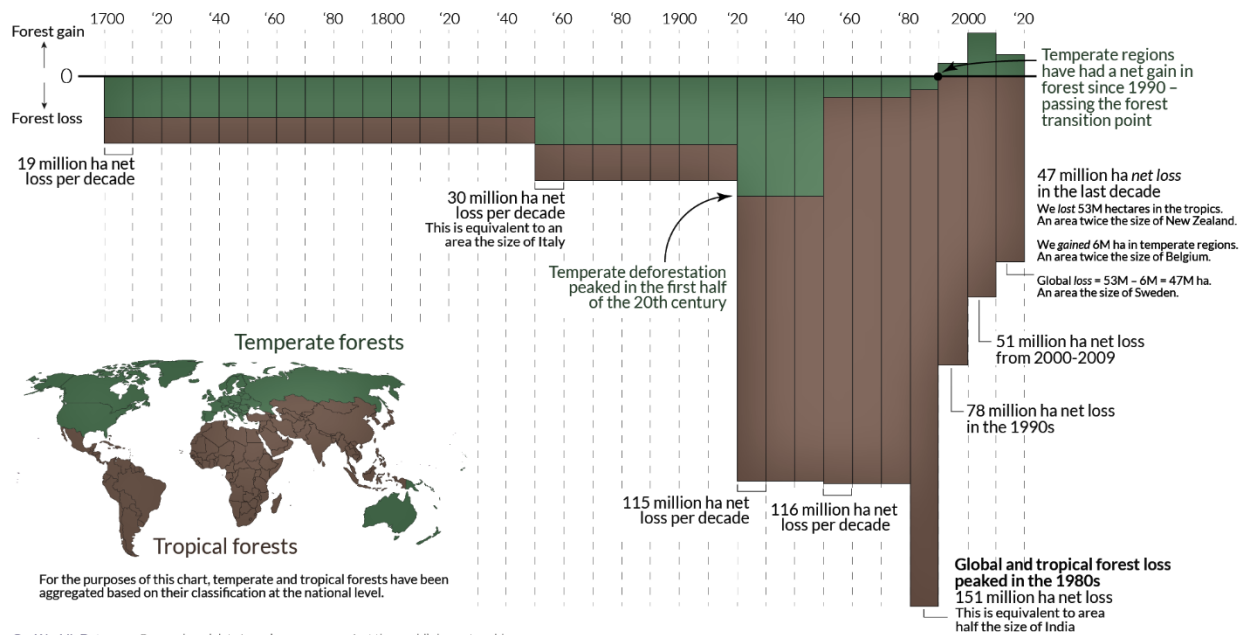 1700 '20 '40 '60 '80 1800 '20 '40 '60 '80 1900 '20 '40 '60 '80 2000 '20
Forest gain
0
Forest loss
Temperate regions
have had a net gain in
forest since 1990 –
passing the forest
transition point
19 million ha net
loss per decade
30 million ha net
loss per decade
This is equivalent to an
area the size of Italy
Temperate deforestation
peaked in the first half
of the 20th century
47 million ha net loss
in the last decade
We lost 53M hectares in the tropics.
An area twice the size of New Zealand.
We gained 6M ha in temperate regions.
An area twice the size of Belgium.
Global loss = 53M – 6M = 47M ha.
An area the size of Sweden.
51 million ha net loss
from 2000-2009
78 million ha net loss
in the 1990s
115 million ha net
loss per decade
116 million ha net
loss per decade
Global and tropical forest loss
peaked in the 1980s
151 million ha net loss
This is equivalent to area
half the size of India
Temperate forests
Tropical forests
For the purposes of this chart, temperate and tropical forests have been
aggregated based on their classification at the national level.